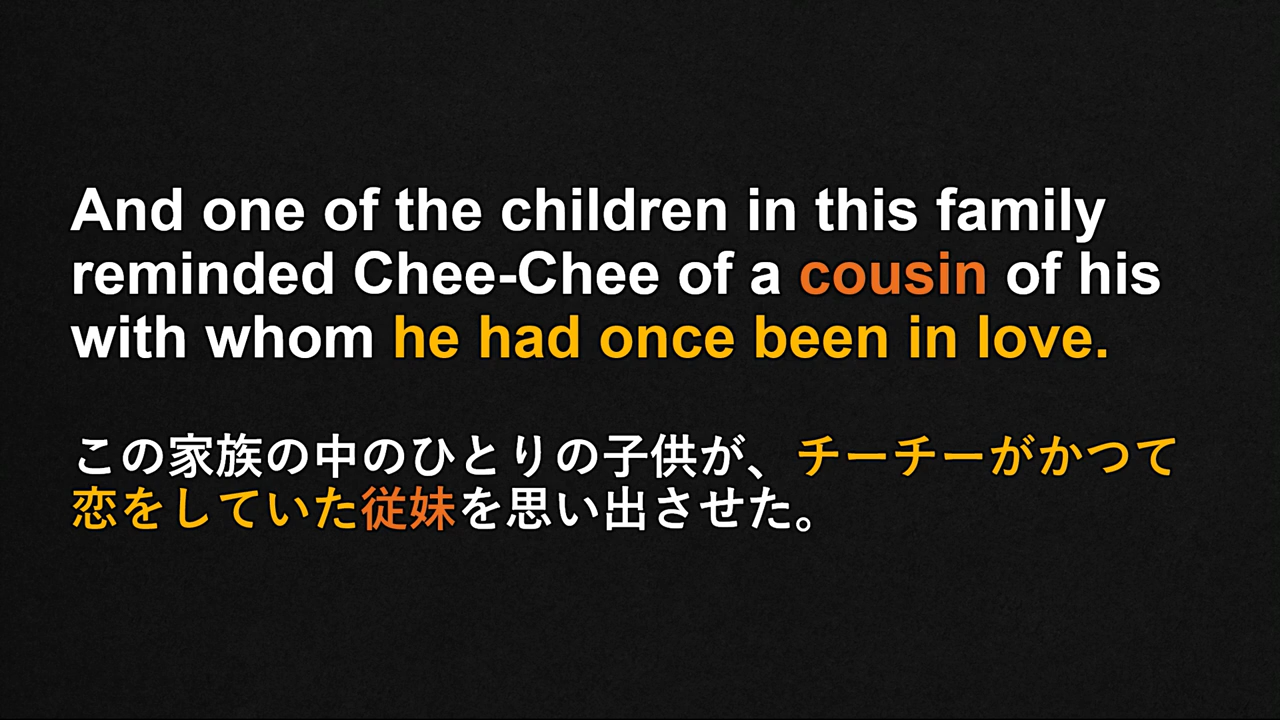 And one of the children in this family
reminded Chee-Chee of a cousin of his
with whom he had once been in love.
この家族の中のひとりの子供が、チーチーがかつて
恋をしていた従妹を思い出させた。